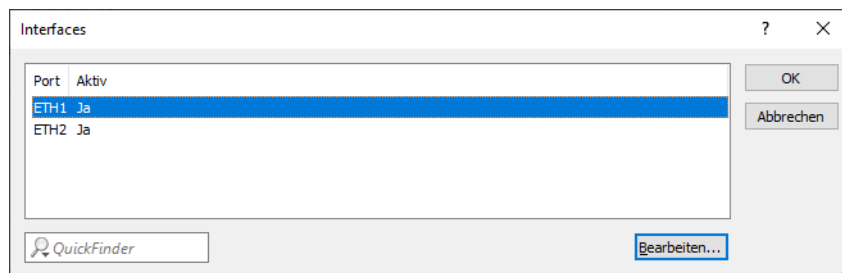 Interfaces ? X
Port Aktiv
OK
ETH1 Ja
Abbrechen
ETH2 Ja
QuickFinder
Bearbeiten...